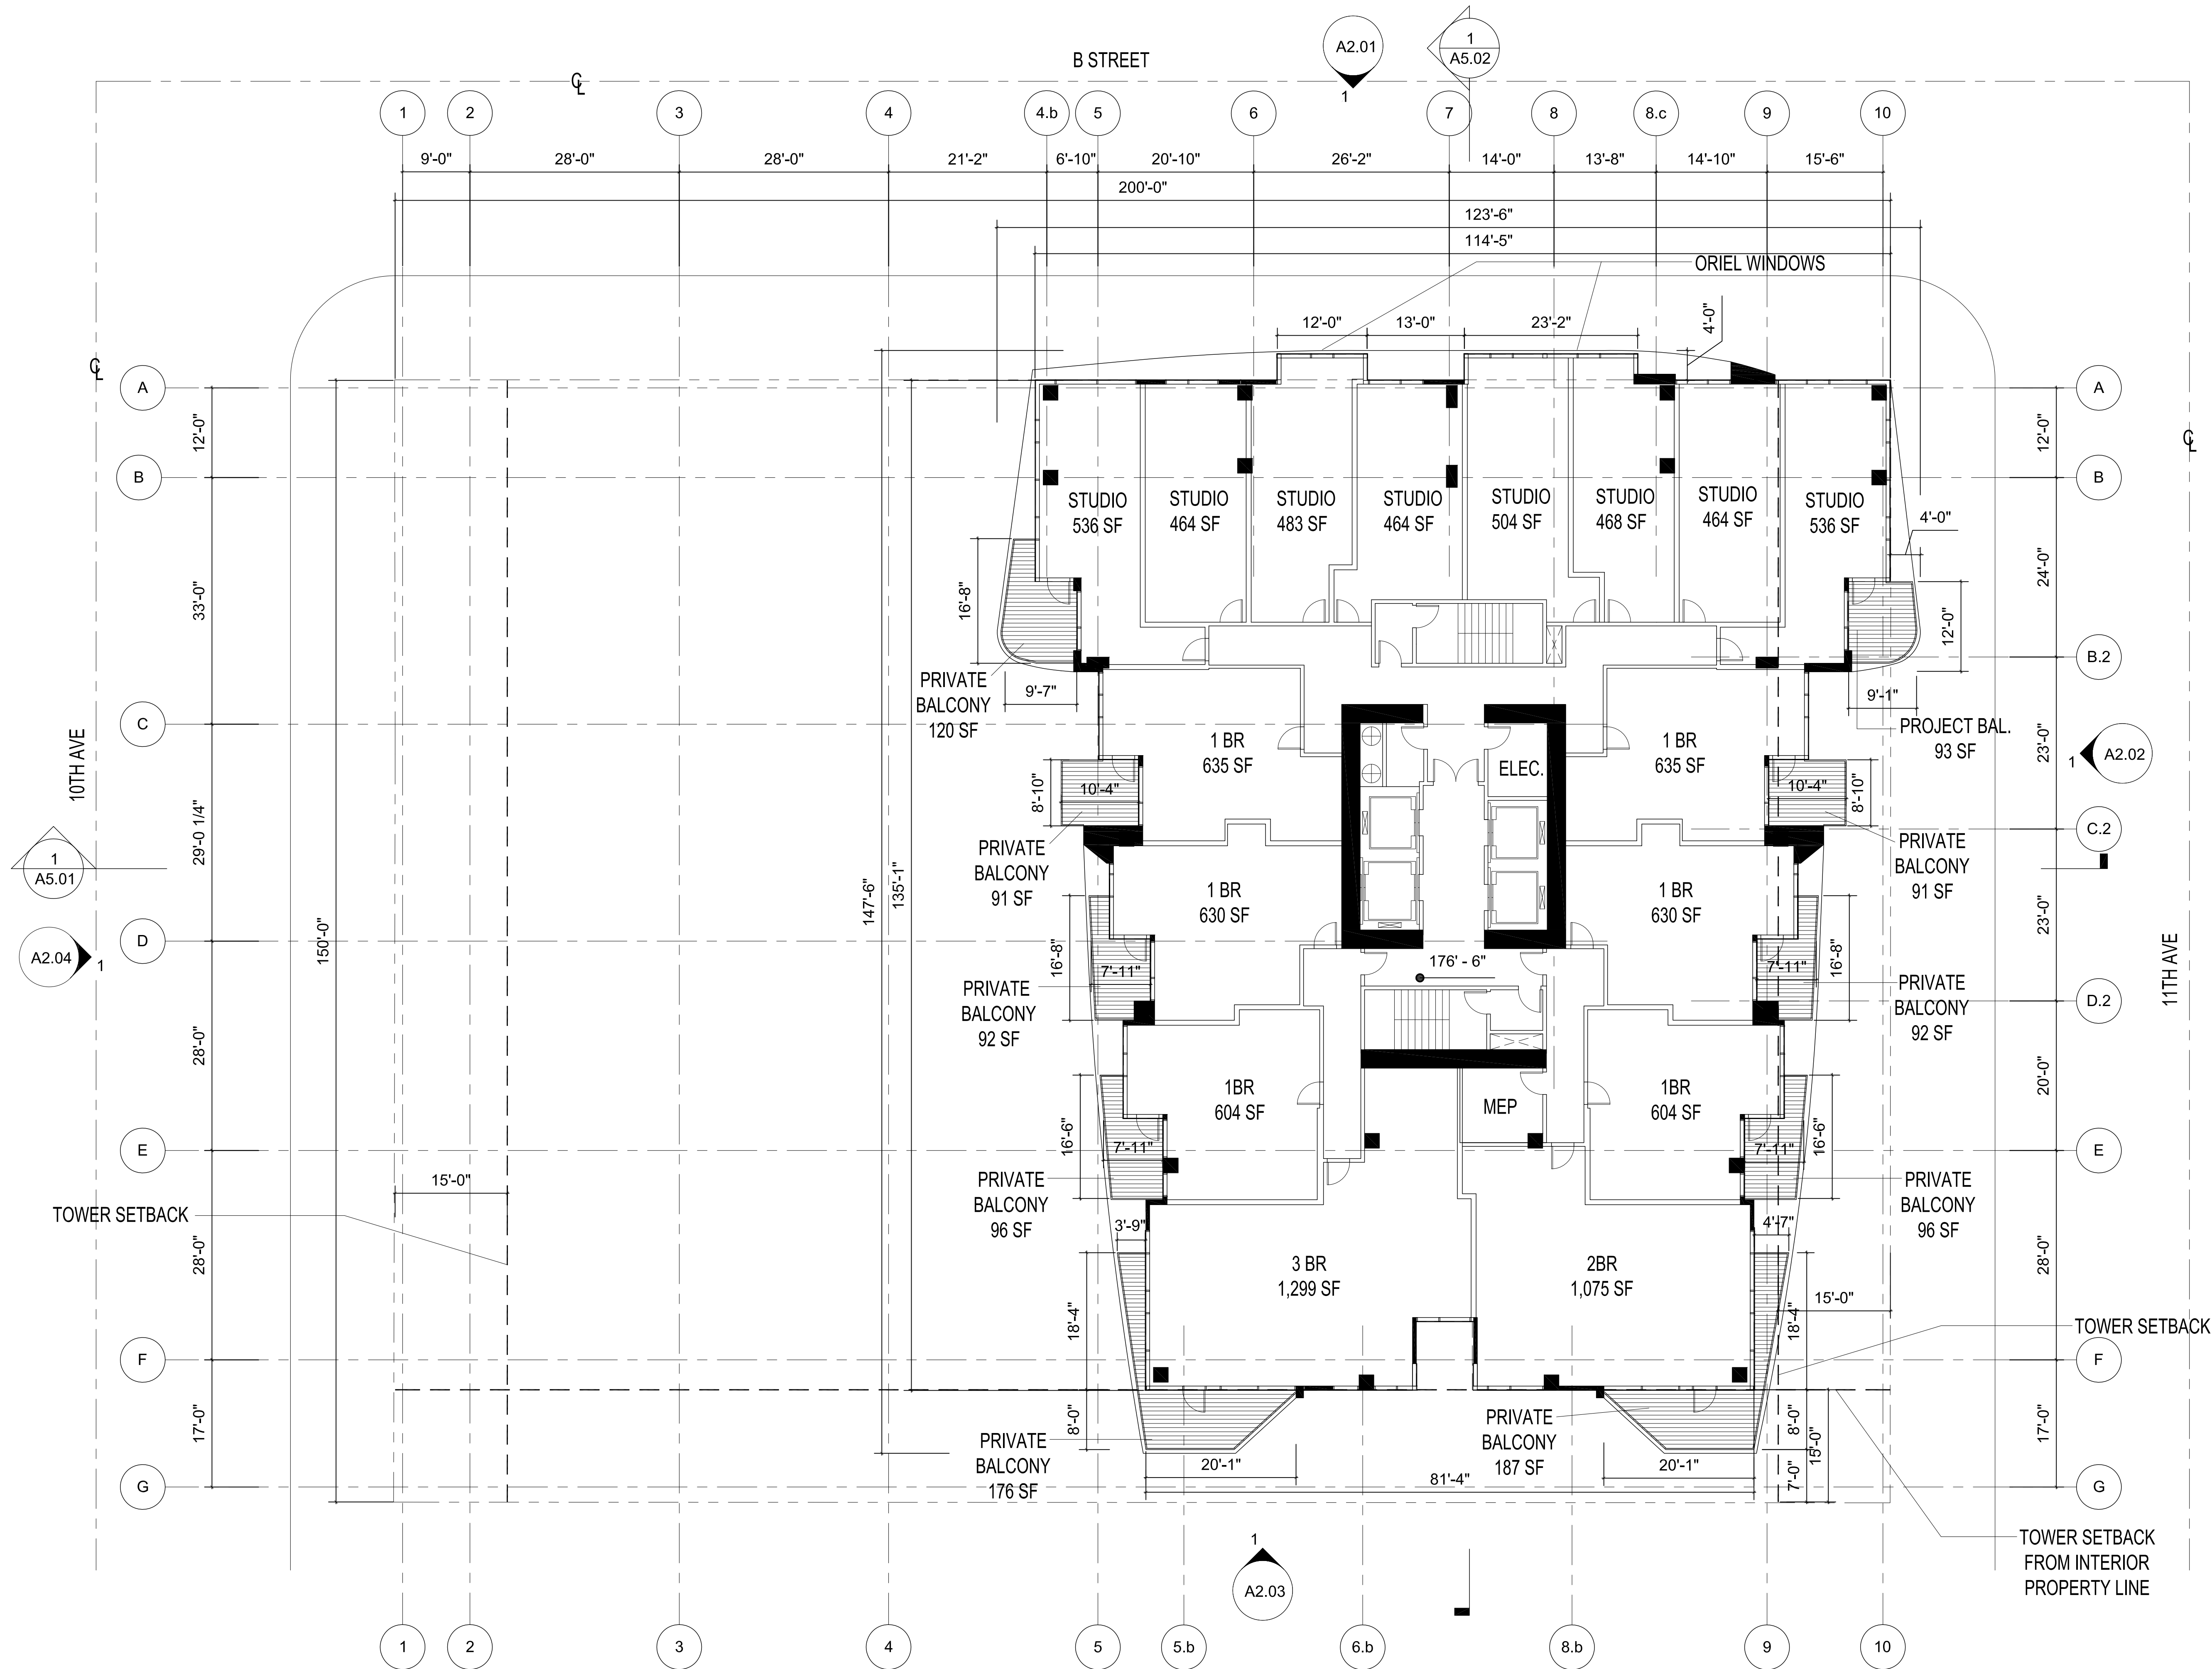 B STREET
A2.01
1
1
A5.02
℄
1
2
3
4
4.b
5
6
7
8
8.c
9
10
9'-0"
28'-0"
28'-0"
21'-2"
6'-10"
20'-10"
26'-2"
14'-0"
13'-8"
14'-10"
15'-6"
200'-0"
123'-6"
114'-5"
ORIEL WINDOWS
12'-0"
13'-0"
23'-2"
4'-0"
℄
A
A
12'-0"
12'-0"
℄
B
B
STUDIO
536 SF
STUDIO
464 SF
STUDIO
483 SF
STUDIO
464 SF
STUDIO
504 SF
STUDIO
468 SF
STUDIO
464 SF
STUDIO
536 SF
4'-0"
33'-0"
16'-8"
24'-0"
12'-0"
B.2
PRIVATE
BALCONY
120 SF
9'-7"
9'-1"
PROJECT BAL.
93 SF
C
10TH AVE
1 BR
635 SF
ELEC.
1 BR
635 SF
23'-0"
1
A2.02
8'-10"
10'-4"
10'-4"
8'-10"
29'-0 1/4"
C.2
1
A5.01
PRIVATE
BALCONY
91 SF
PRIVATE
BALCONY
91 SF
147'-6"
135'-1"
150'-0"
1 BR
630 SF
1 BR
630 SF
23'-0"
A2.04
1
D
16'-8"
7'-11"
176' - 6"
7'-11"
16'-8"
11TH AVE
PRIVATE
BALCONY
92 SF
PRIVATE
BALCONY
92 SF
D.2
28'-0"
20'-0"
1BR
604 SF
MEP
1BR
604 SF
E
16'-6"
7'-11"
7'-11"
16'-6"
E
15'-0"
PRIVATE
BALCONY
96 SF
PRIVATE
BALCONY
96 SF
TOWER SETBACK
3'-9"
4'-7"
28'-0"
28'-0"
3 BR
1,299 SF
2BR
1,075 SF
15'-0"
18'-4"
18'-4"
TOWER SETBACK
F
F
17'-0"
8'-0"
8'-0"
15'-0"
17'-0"
PRIVATE
BALCONY
176 SF
PRIVATE
BALCONY
187 SF
20'-1"
20'-1"
81'-4"
7'-0"
G
G
1
A2.03
TOWER SETBACK
FROM INTERIOR
PROPERTY LINE
1
2
3
4
5
5.b
6.b
8.b
9
10